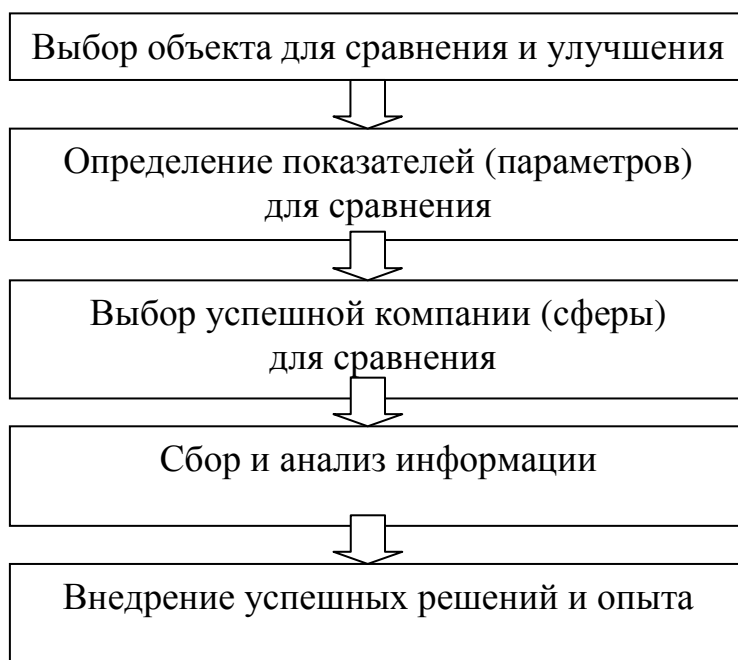 Выбор объекта для сравнения и улучшения
Определение показателей (параметров)
для сравнения
Выбор успешной компании (сферы)
для сравнения
Сбор и анализ информации
Внедрение успешных решений и опыта